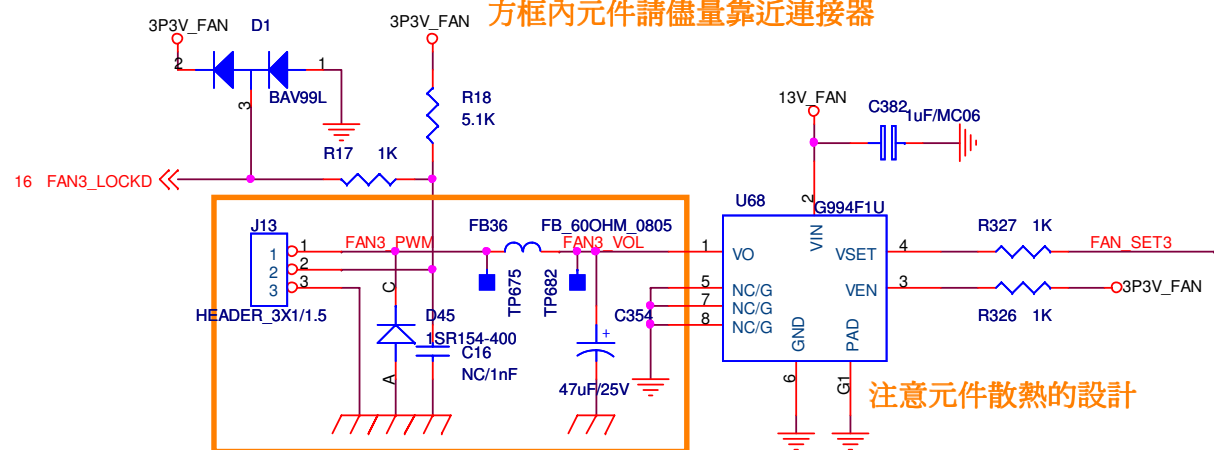 方框內元件請儘量靠近連接器
3P3V_FAN
D1
3P3V_FAN
2
1
BAV99L
3
R18
5.1K
R17 1K
16 FAN3_LOCKD
13V_FAN
C382
1uF/MC06
U68
G994F1U
2
VIN
J13
1
2
3
1
2
3
HEADER_3X1/1.5
FAN3_PWM
FB36
FB_60OHM_0805
FAN3_VOL
TP675
TP682
1
VO
5
NC/G
7
NC/G
8
NC/G
VSET
4
VEN
3
GND
6
PAD
G1
R327 1K
FAN_SET3
3P3V_FAN
R326 1K
C
D45
1SR154-400
A
C16
NC/1nF
C354
+
47uF/25V
注意元件散熱的設計